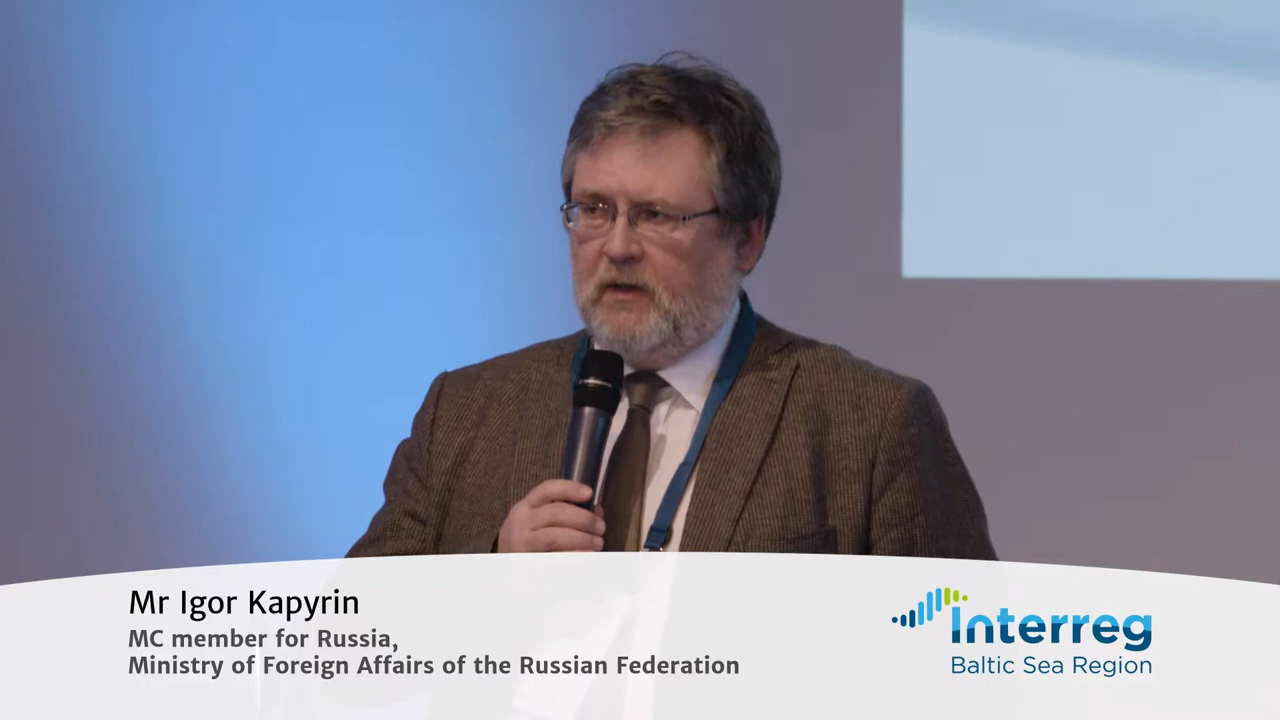 Mr Igor Kapyrin
MC member for Russia,
Ministry of Foreign Affairs of the Russian Federation
Interreg
Baltic Sea Region